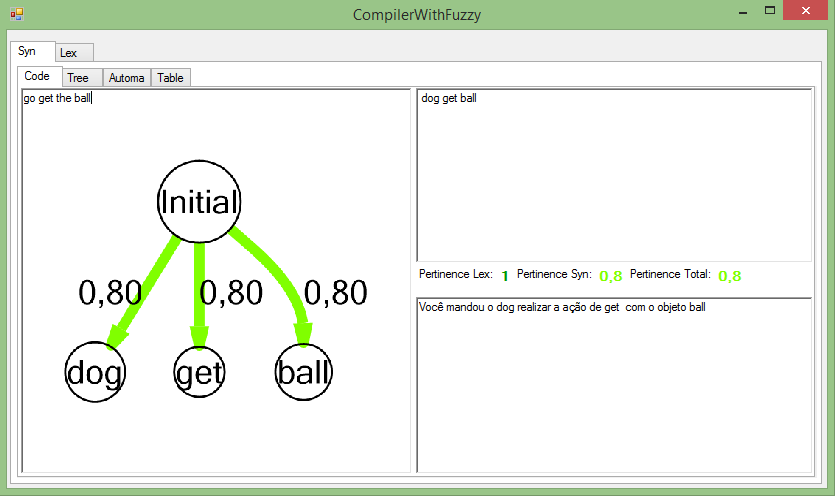 CompilerWithFuzzy
Syn Lex
Code Tree Automa Table
go get the ball
Initial
0,80 0,80 0,80
dog get ball
dog get ball
Pertinence Lex: 1 Pertinence Syn: 0,8 Pertinence Total: 0,8
Você mandou o dog realizar a ação de get com o objeto ball